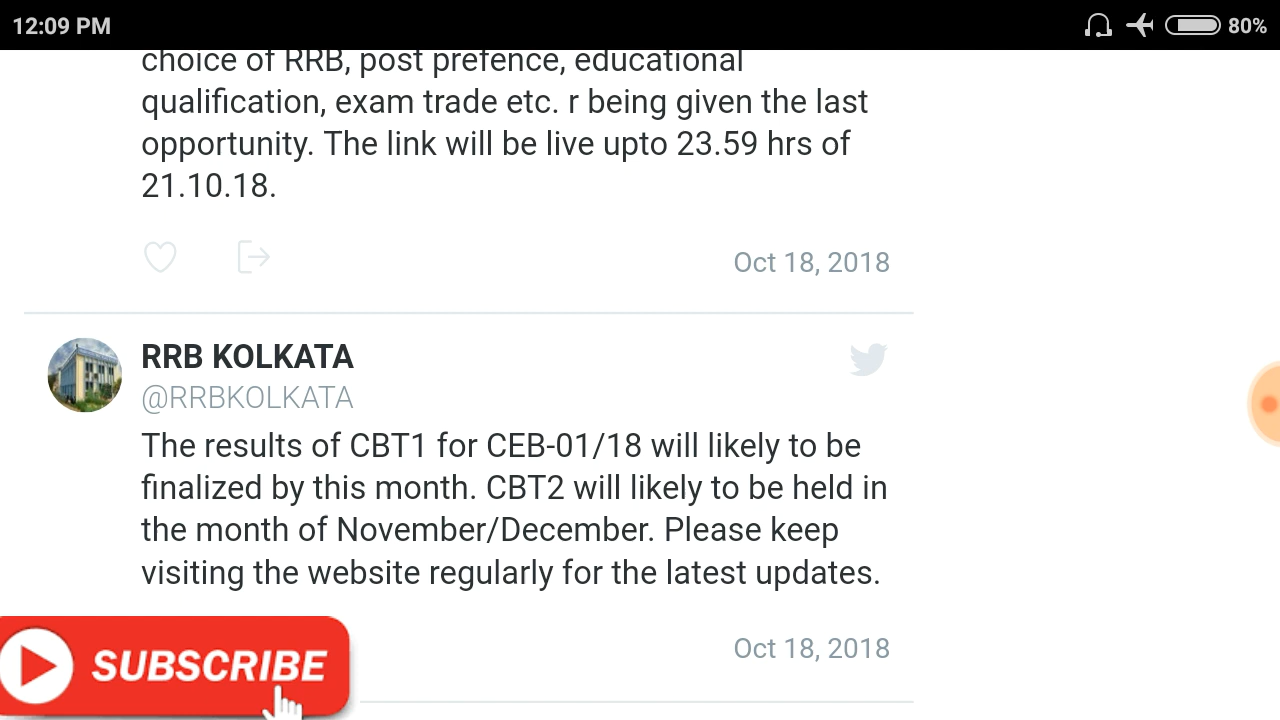 12:09 PM 80%
choice of RRB, post prefence, educational
qualification, exam trade etc. r being given the last
opportunity. The link will be live upto 23.59 hrs of
21.10.18.
Oct 18, 2018
RRB KOLKATA
@RRBKOLKATA
The results of CBT1 for CEB-01/18 will likely to be
finalized by this month. CBT2 will likely to be held in
the month of November/December. Please keep
visiting the website regularly for the latest updates.
SUBSCRIBE
Oct 18, 2018